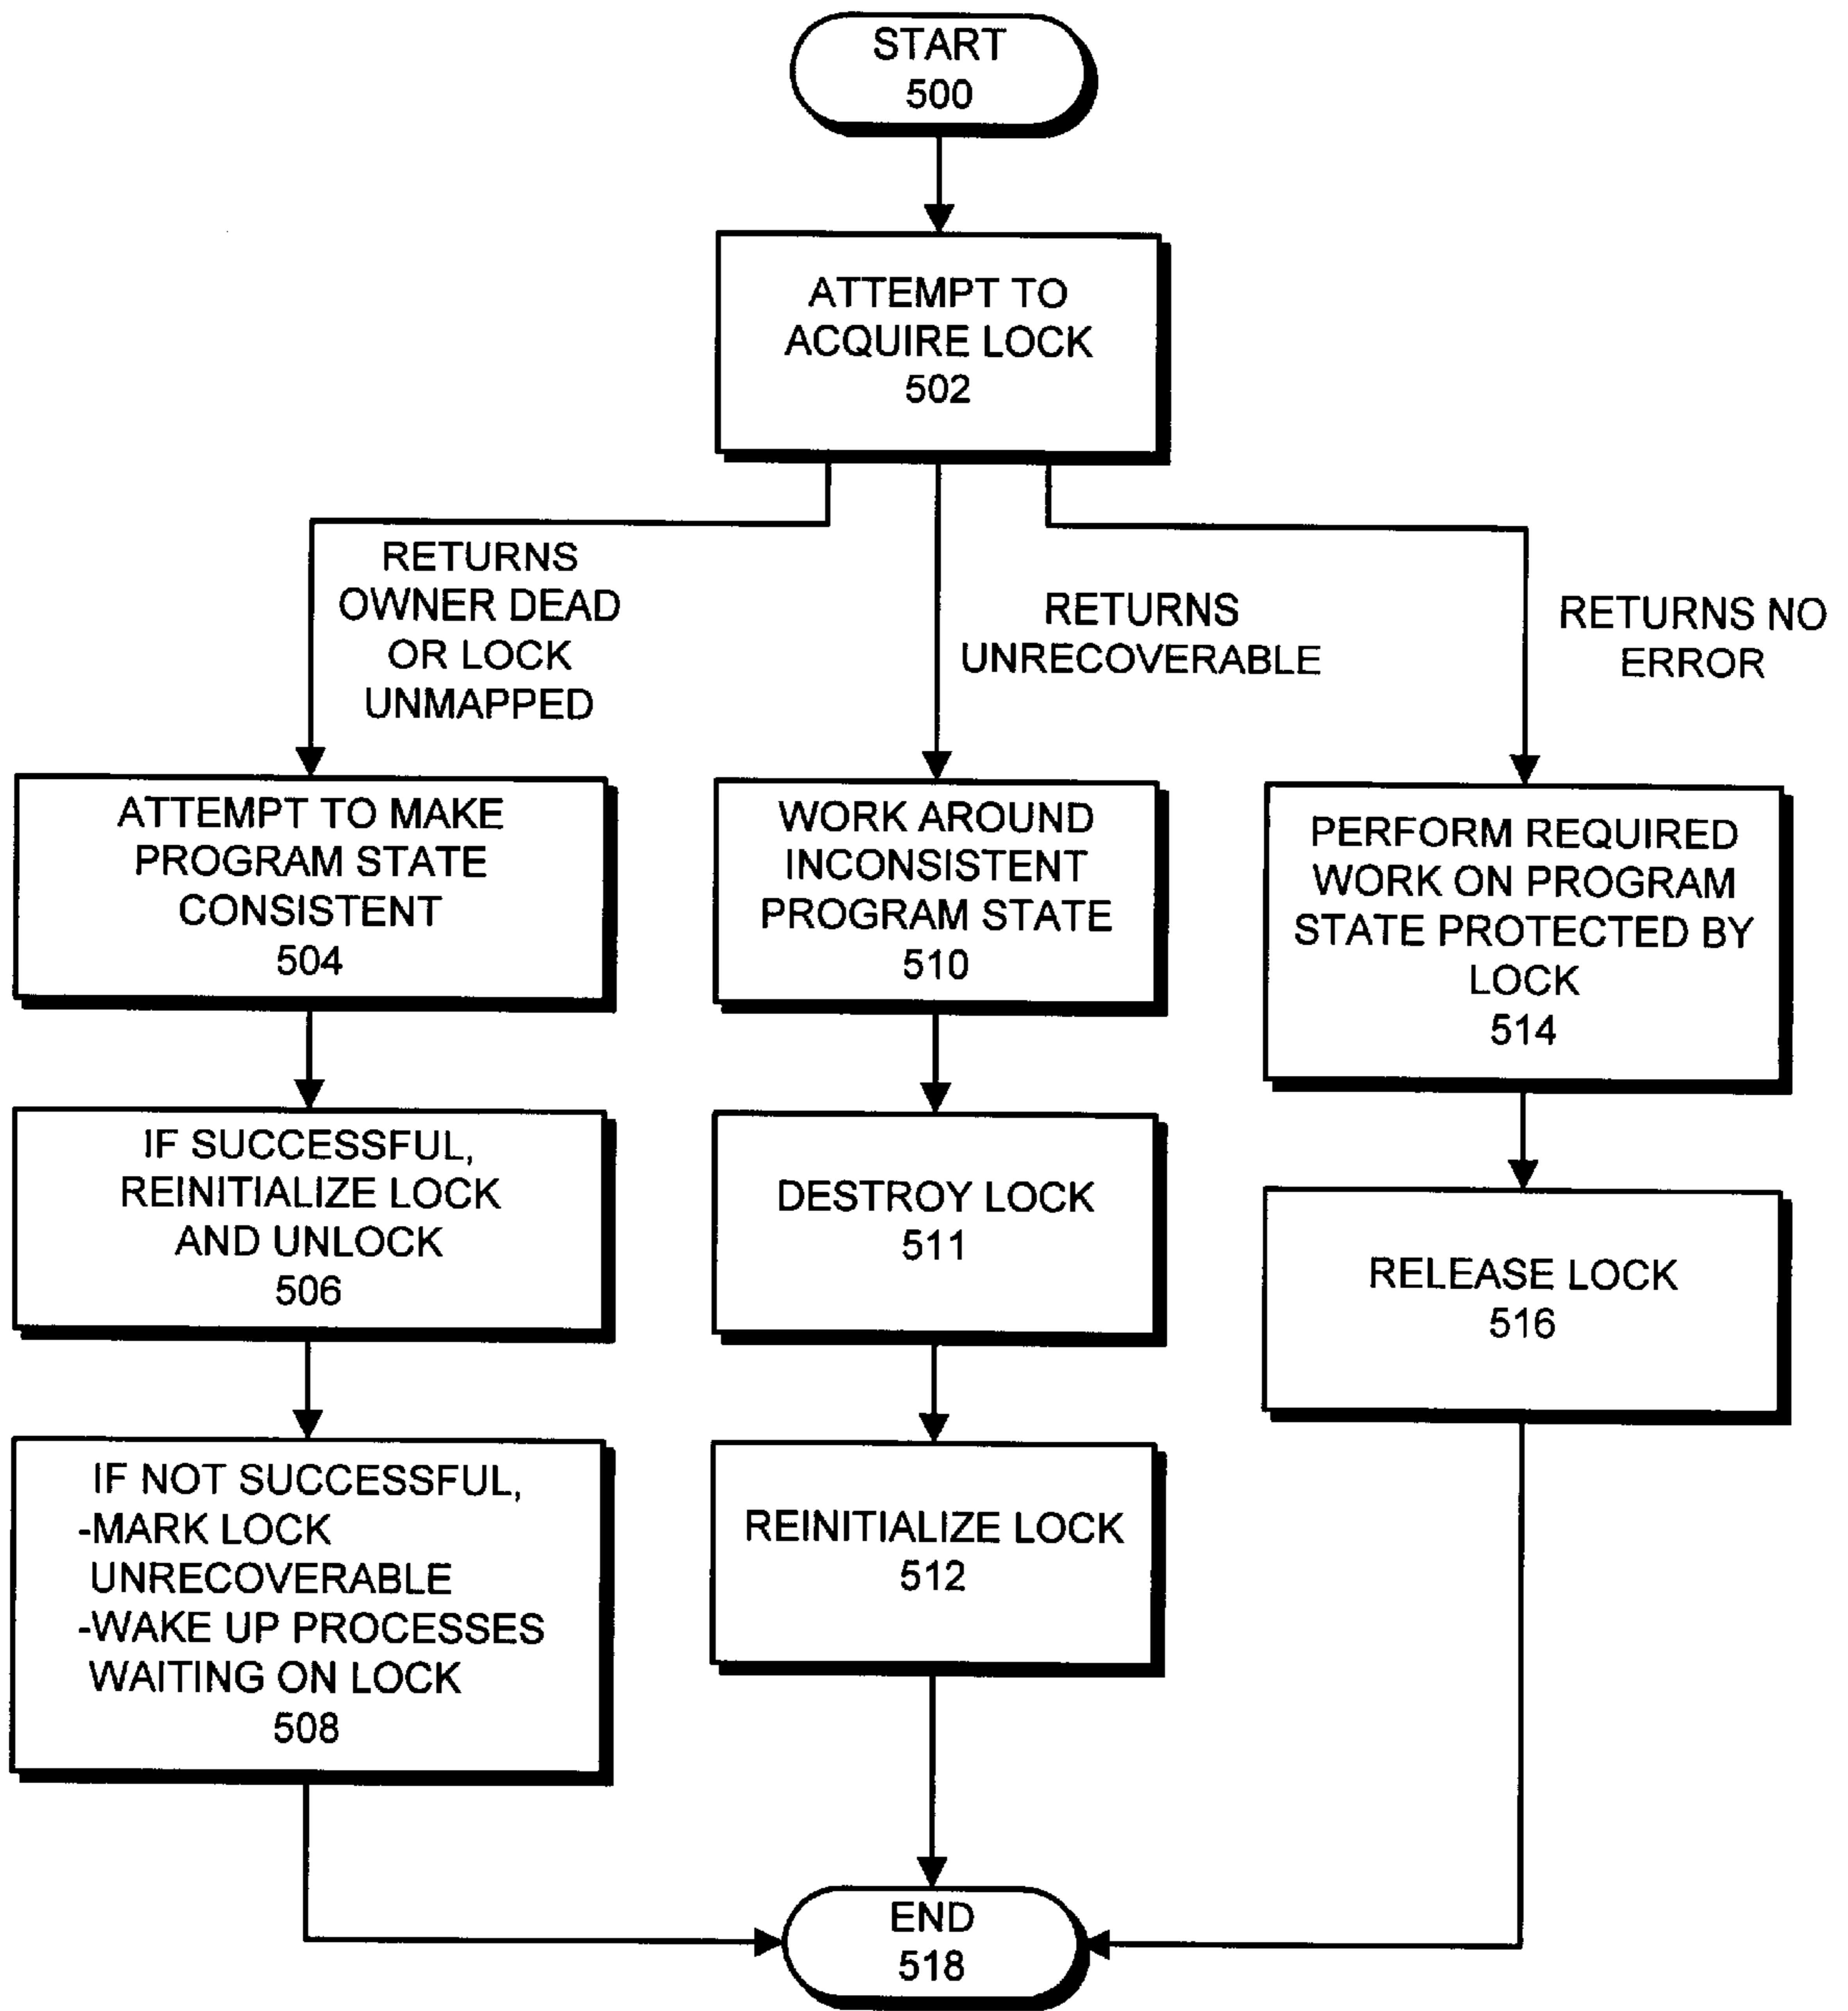 START
500
ATTEMPT TO
ACQUIRE LOCK
502
RETURNS
OWNER DEAD
OR LOCK
UNMAPPED
RETURNS
UNRECOVERABLE
RETURNS NO
ERROR
ATTEMPT TO MAKE
PROGRAM STATE
CONSISTENT
504
WORK AROUND
INCONSISTENT
PROGRAM STATE
510
PERFORM REQUIRED
WORK ON PROGRAM
STATE PROTECTED BY
LOCK
514
IF SUCCESSFUL,
REINITIALIZE LOCK
AND UNLOCK
506
DESTROY LOCK
511
RELEASE LOCK
516
IF NOT SUCCESSFUL,
-MARK LOCK
UNRECOVERABLE
-WAKE UP PROCESSES
WAITING ON LOCK
508
REINITIALIZE LOCK
512
END
518